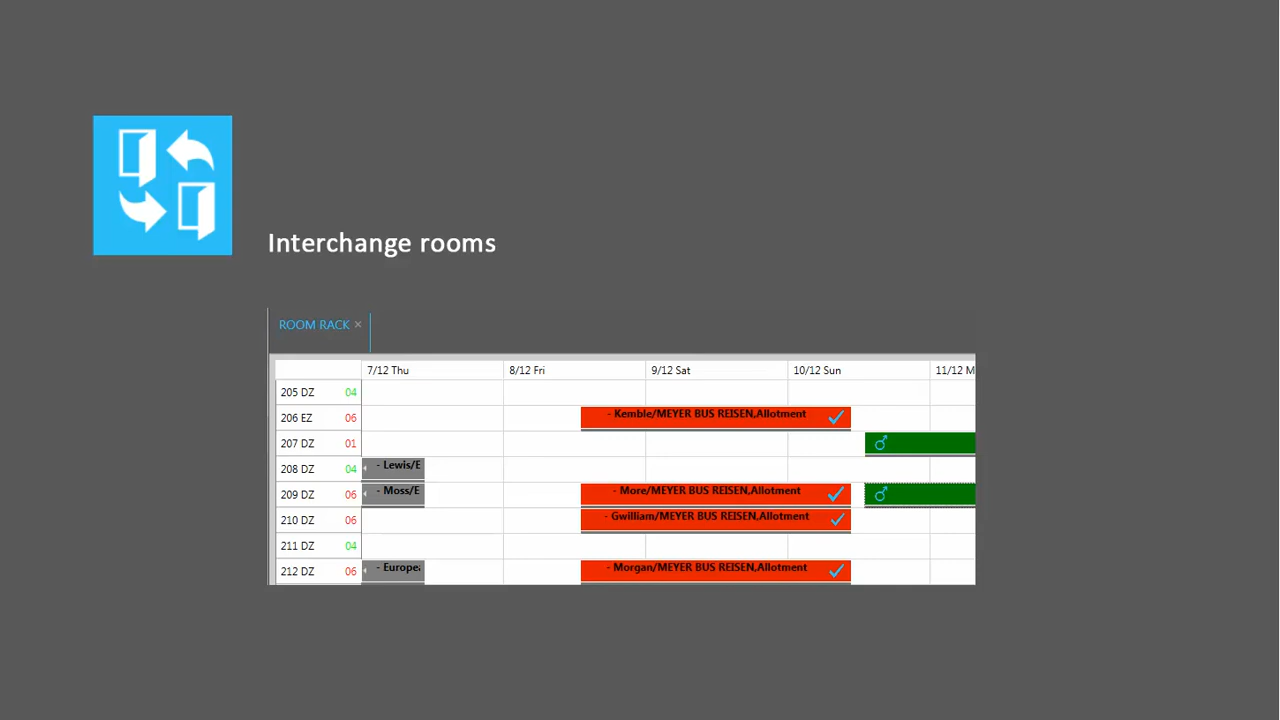 Interchange rooms
ROOM RACK ×
7/12 Thu 8/12 Fri 9/12 Sat 10/12 Sun 11/12 M
205 DZ 04
206 EZ 06 - Kemble/MEYER BUS REISEN,Allotment
207 DZ 01
208 DZ 04 - Lewis/E
209 DZ 06 - Moss/E - More/MEYER BUS REISEN,Allotment
210 DZ 06 - Gwilliam/MEYER BUS REISEN,Allotment
211 DZ 04
212 DZ 06 - Europea - Morgan/MEYER BUS REISEN,Allotment